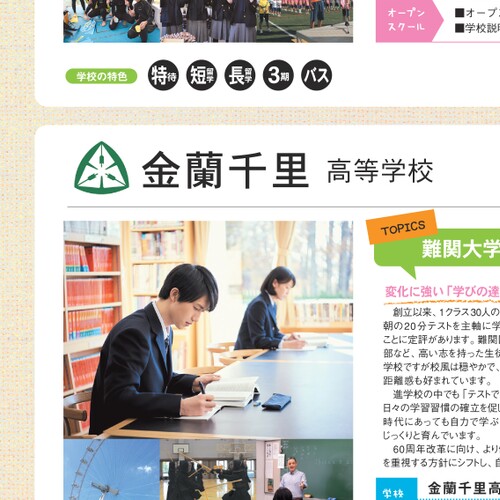 オープン
スクール
■オープ
■学校説明
学校の特色
特待 短留学 長留学 3期 バス
金蘭千里 高等学校
TOPICS
難関大学
変化に強い「学びの達
創立以来、1クラス30人の
朝の20分テストを主軸に学
ことに定評があります。難関
部など、高い志を持った生徒
学校ですが校風は穏やかで、
距離感も好まれています。
進学校の中でも「テストで
日々の学習習慣の確立を促
時代にあっても自力で学ぶ
じっくりと育んでいます。
60周年改革に向け、より
を重視する方針にシフトし、自
学校
金蘭千里高